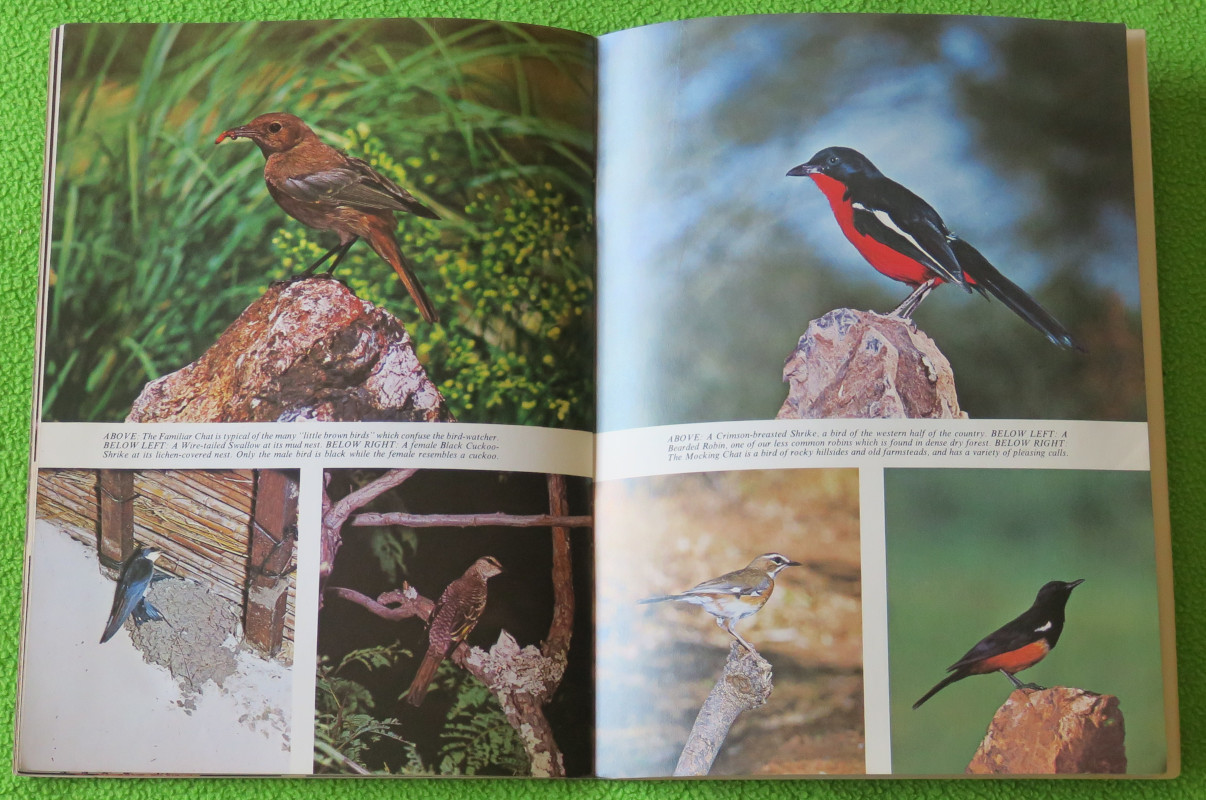 ABOVE: The Familiar Chat is typical of the many "little brown birds" which confuse the bird-watcher.
BELOW LEFT: A Wire-tailed Swallow at its mud nest. BELOW RIGHT: A female Black Cuckoo-
Shrike at its lichen-covered nest. Only the male bird is black while the female resembles a cuckoo.
ABOVE: A Crimson-breasted Shrike, a bird of the western half of the country. BELOW LEFT: A
Bearded Robin, one of our less common robins which is found in dense dry forest. BELOW RIGHT
The Mocking Chat is a bird of rocky hillsides and old farmsteads, and has a variety of pleasing calls.